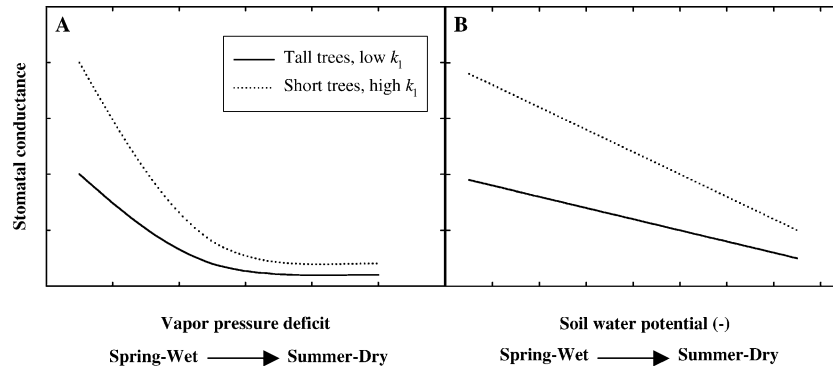 A
B
Tall trees, low k₁
Short trees, high k₁
Stomatal conductance
Vapor pressure deficit
Soil water potential (-)
Spring-Wet Summer-Dry
Spring-Wet Summer-Dry